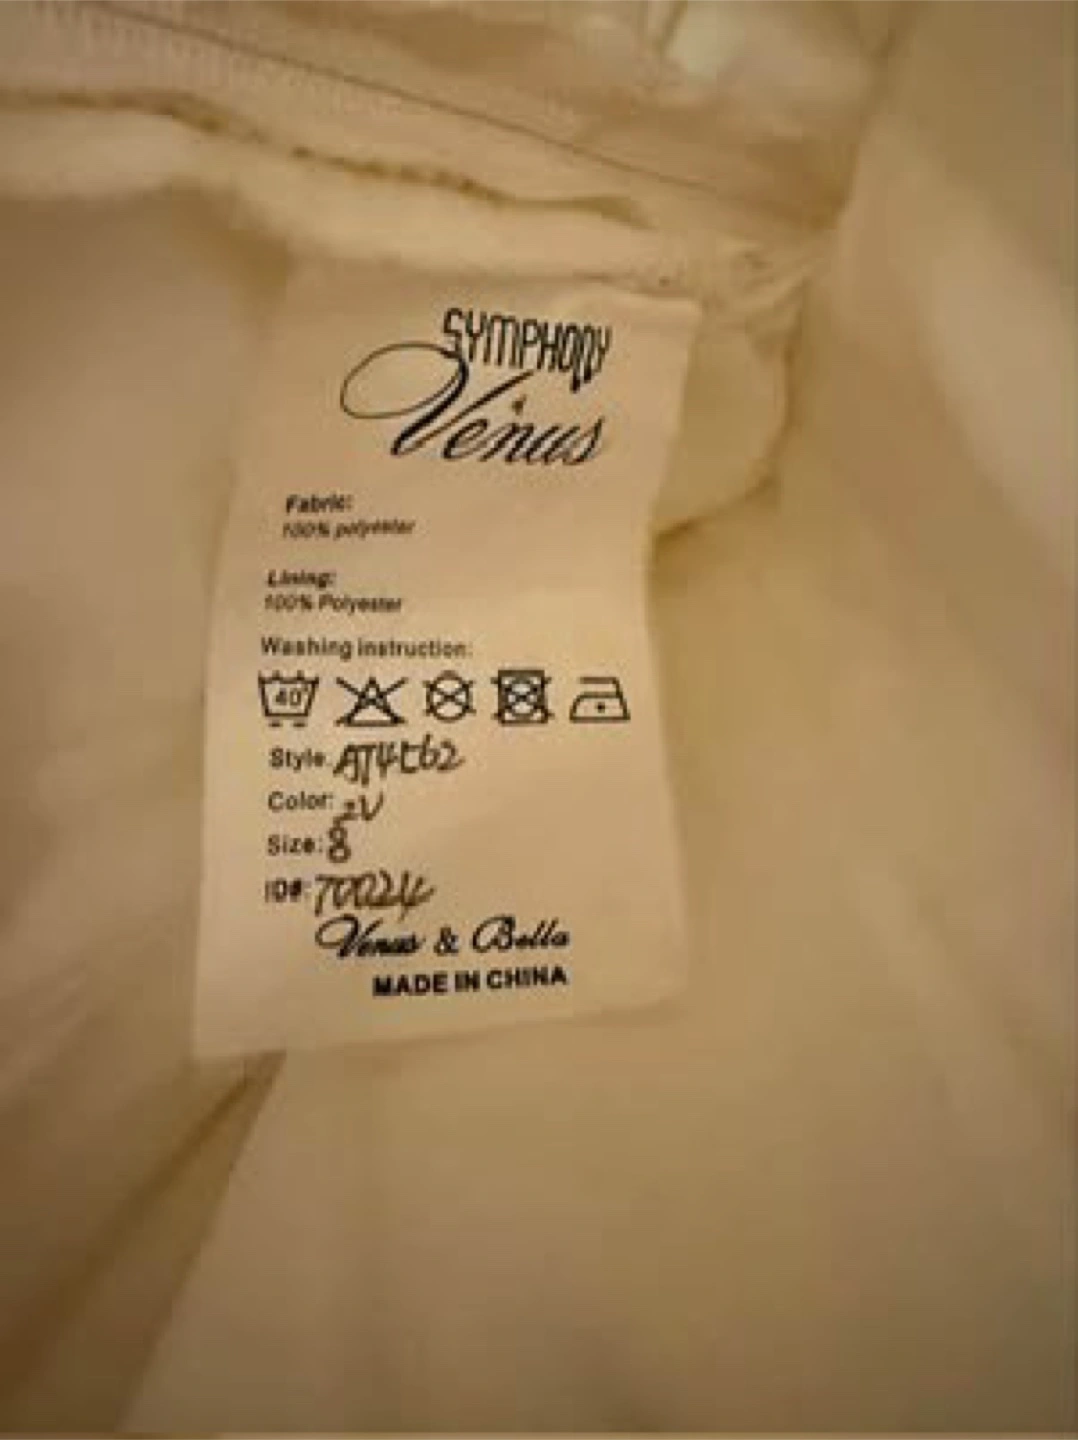 SYMPHONY
Venus
Fabric:
100% polyester
Lining:
100% Polyester
Washing instruction:
40
Style:
Color:
Size: 8
ID#: 70024
Venus & Bella
MADE IN CHINA